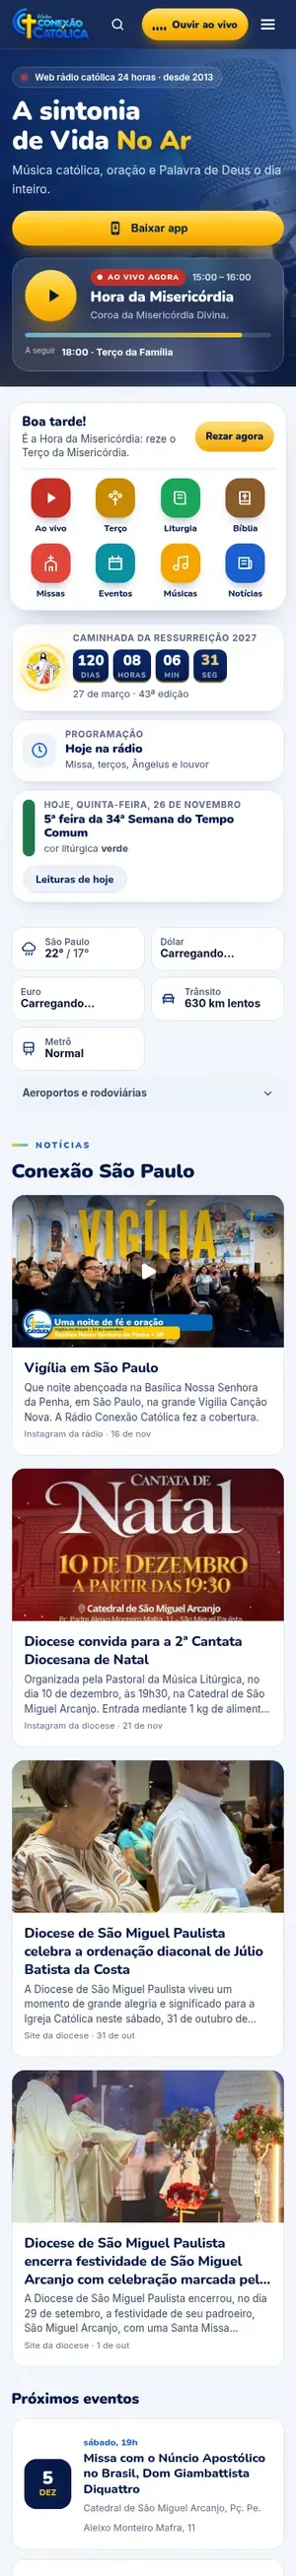 Rádio
CONEXÃO
CATÓLICA
Ouvir ao vivo
Web rádio católica 24 horas · desde 2013
A sintonia
de Vida No Ar
Música católica, oração e Palavra de Deus o dia
inteiro.
Baixar app
AO VIVO AGORA 15:00 – 16:00
Hora da Misericórdia
Coroa da Misericórdia Divina.
A seguir 18:00 · Terço da Família
Boa tarde!
É a Hora da Misericórdia: reze o
Terço da Misericórdia.
Rezar agora
Ao vivo Terço Liturgia Bíblia
Missas Eventos Músicas Notícias
CAMINHADA DA RESSURREIÇÃO 2027
120 08 06 31
DIAS HORAS MIN SEG
27 de março · 43ª edição
PROGRAMAÇÃO
Hoje na rádio
Missa, terços, Ângelus e louvor
HOJE, QUINTA-FEIRA, 26 DE NOVEMBRO
5ª feira da 34ª Semana do Tempo
Comum
cor litúrgica verde
Leituras de hoje
São Paulo
22° / 17°
Dólar
Carregando...
Euro
Carregando...
Trânsito
630 km lentos
Metrô
Normal
Aeroportos e rodoviárias
NOTÍCIAS
Conexão São Paulo
VIGÍLIA
Uma noite de fé e oração
Basílica Nossa Senhora da Penha • SP
Vigília em São Paulo
Que noite abençoada na Basílica Nossa Senhora
da Penha, em São Paulo, na grande Vigília Canção
Nova. A Rádio Conexão Católica fez a cobertura.
Instagram da rádio · 16 de nov
CANTATA DE
Natal
10 DE DEZEMBRO
A PARTIR DAS 19:30
Catedral de São Miguel Arcanjo
Pç. Padre Aleixo Monteiro Mafra, 11 - São Miguel Paulista
Diocese convida para a 2ª Cantata
Diocesana de Natal
Organizada pela Pastoral da Música Litúrgica, no
dia 10 de dezembro, às 19h30, na Catedral de São
Miguel Arcanjo. Entrada mediante 1 kg de aliment...
Instagram da diocese · 21 de nov
Diocese de São Miguel Paulista
celebra a ordenação diaconal de Júlio
Batista da Costa
A Diocese de São Miguel Paulista viveu um
momento de grande alegria e significado para a
Igreja Católica neste sábado, 31 de outubro de...
Site da diocese · 31 de out
Diocese de São Miguel Paulista
encerra festividade de São Miguel
Arcanjo com celebração marcada pel...
A Diocese de São Miguel Paulista encerrou, no dia
29 de setembro, a festividade de seu padroeiro,
São Miguel Arcanjo, com uma Santa Missa...
Site da diocese · 1 de out
Próximos eventos
5
DEZ
sábado, 19h
Missa com o Núncio Apostólico
no Brasil, Dom Giambattista
Diquattro
Catedral de São Miguel Arcanjo, Pç. Pe.
Aleixo Monteiro Mafra, 11